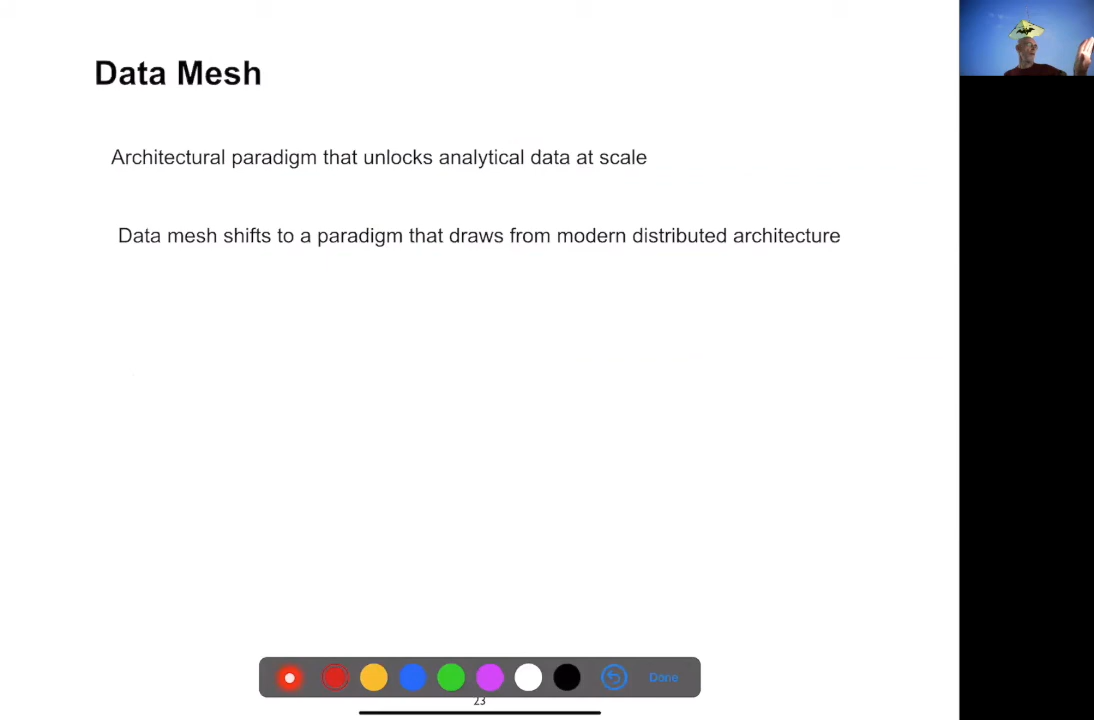 Data Mesh
Architectural paradigm that unlocks analytical data at scale
Data mesh shifts to a paradigm that draws from modern distributed architecture
Done
23